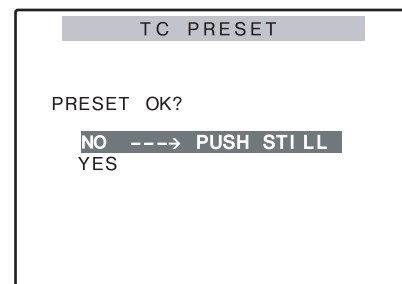 TC PRESET
PRESET OK?
NO ---→ PUSH STILL
YES